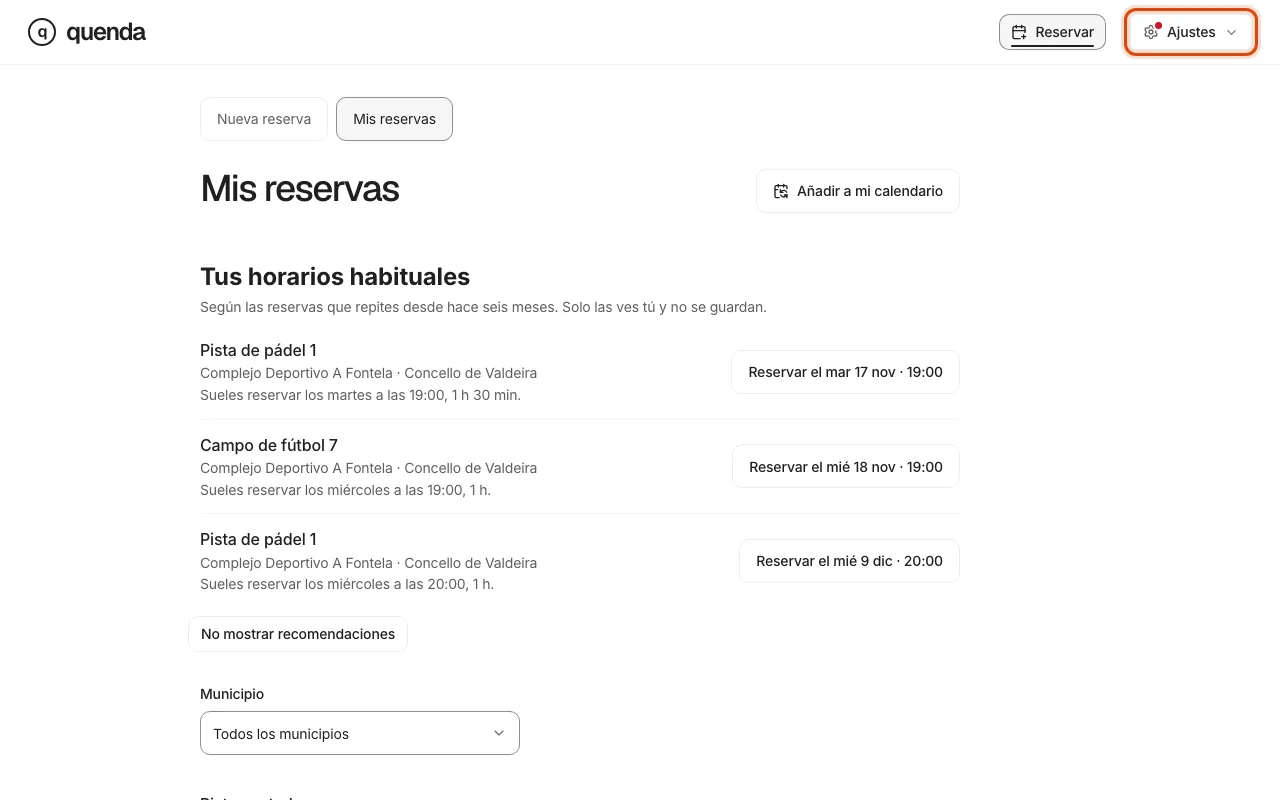 q quenda
Reservar
Ajustes
Nueva reserva
Mis reservas
Mis reservas
Añadir a mi calendario
Tus horarios habituales
Según las reservas que repites desde hace seis meses. Solo las ves tú y no se guardan.
Pista de pádel 1
Complejo Deportivo A Fontela · Concello de Valdeira
Sueles reservar los martes a las 19:00, 1 h 30 min.
Reservar el mar 17 nov · 19:00
Campo de fútbol 7
Complejo Deportivo A Fontela · Concello de Valdeira
Sueles reservar los miércoles a las 19:00, 1 h.
Reservar el mié 18 nov · 19:00
Pista de pádel 1
Complejo Deportivo A Fontela · Concello de Valdeira
Sueles reservar los miércoles a las 20:00, 1 h.
Reservar el mié 9 dic · 20:00
No mostrar recomendaciones
Municipio
Todos los municipios